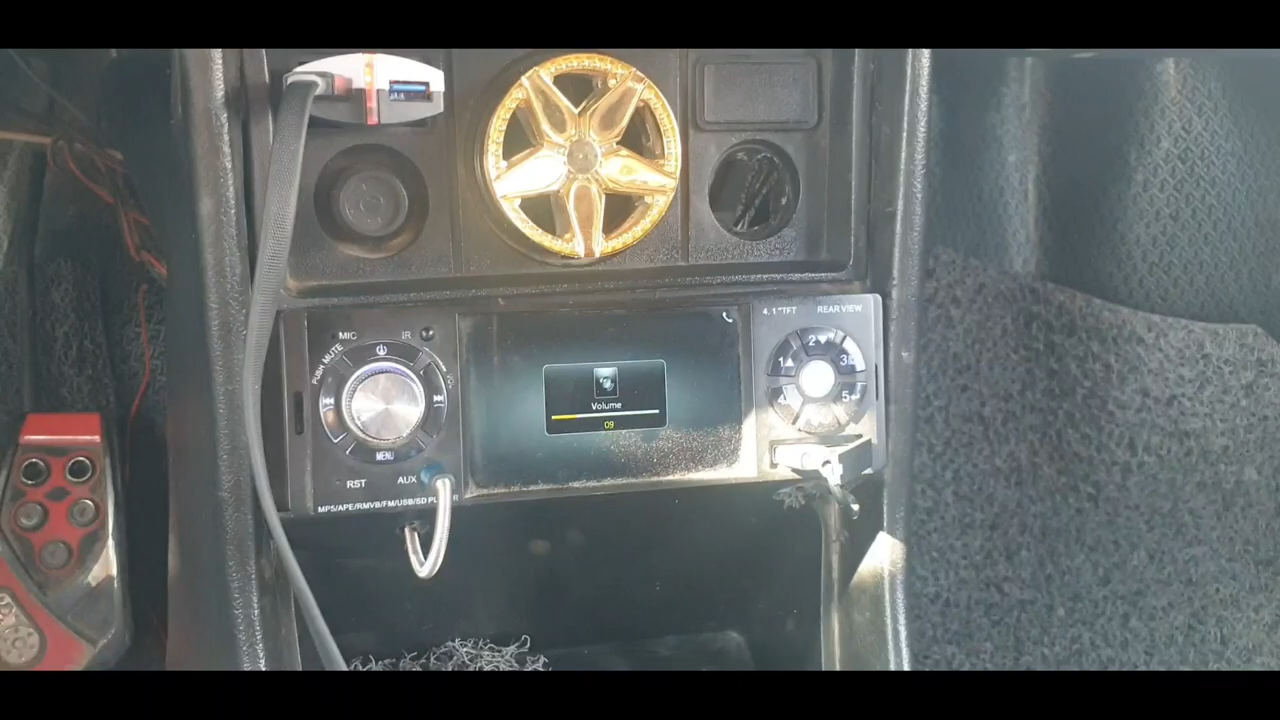 MIC
IR
PUSH MUTE
VOL
MENU
RST
AUX
MP5/APE/RMVB/FM/USB/SD PLAYER
Volume
09
4.1"TFT
REAR VIEW
1
2
3
4
5